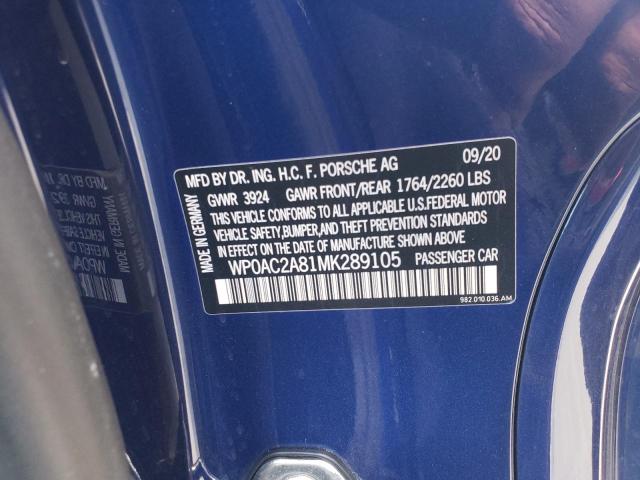 MADE IN GERMANY
MFD BY DR. ING. H.C. F. PORSCHE AG 09/20
GVWR 3924 GAWR FRONT/REAR 1764/2260 LBS
THIS VEHICLE CONFORMS TO ALL APPLICABLE U.S.FEDERAL MOTOR
VEHICLE SAFETY,BUMPER,AND THEFT PREVENTION STANDARDS
IN EFFECT ON THE DATE OF MANUFACTURE SHOWN ABOVE.
WP0AC2A81MK289105 PASSENGER CAR
982.010.036.AM